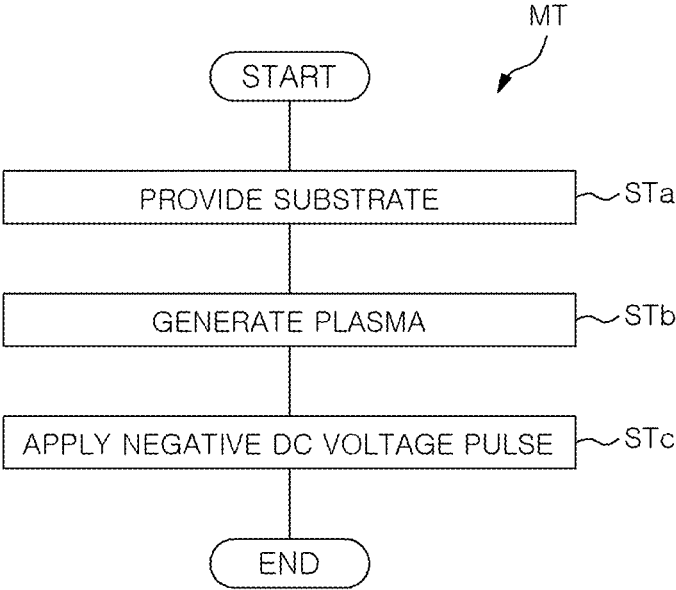 MT
START
PROVIDE SUBSTRATE
STa
GENERATE PLASMA
STb
APPLY NEGATIVE DC VOLTAGE PULSE
STc
END